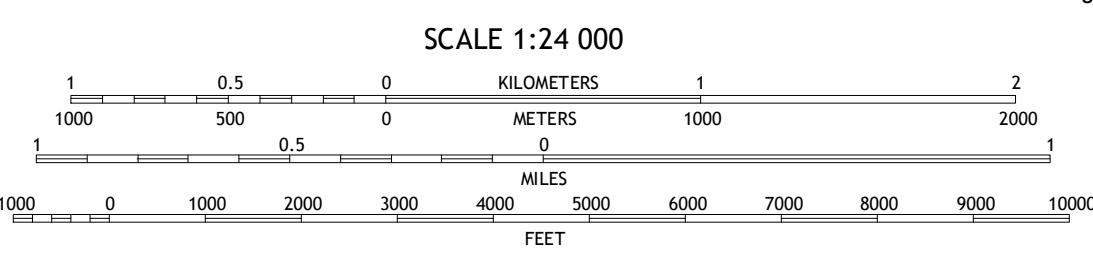 SCALE 1:24 000
1 0.5 0 KILOMETERS 1 2
1000 500 0 METERS 1000 2000
1 0.5 0 1
MILES
1000 0 1000 2000 3000 4000 5000 6000 7000 8000 9000 10000
FEET